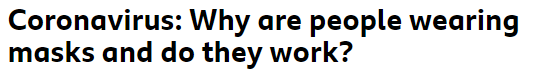 Coronavirus: Why are people wearing
masks and do they work?